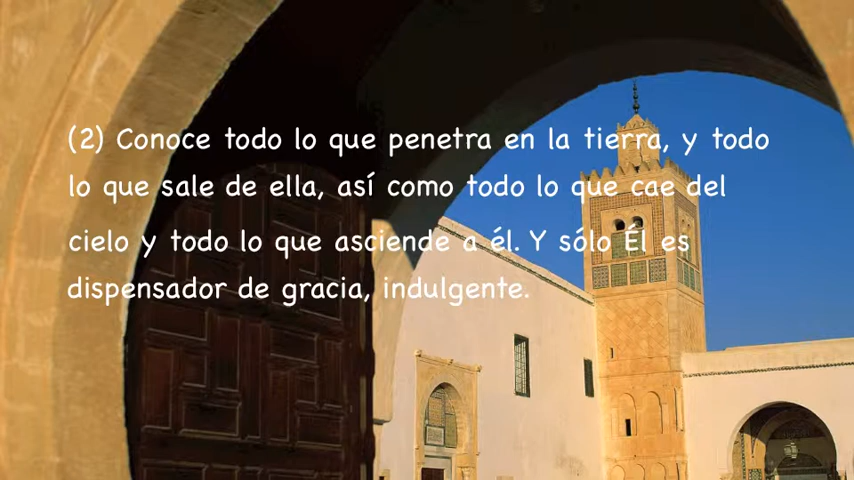 (2) Conoce todo lo que penetra en la tierra, y todo
lo que sale de ella, así como todo lo que cae del
cielo y todo lo que asciende a él. Y sólo Él es
dispensador de gracia, indulgente.